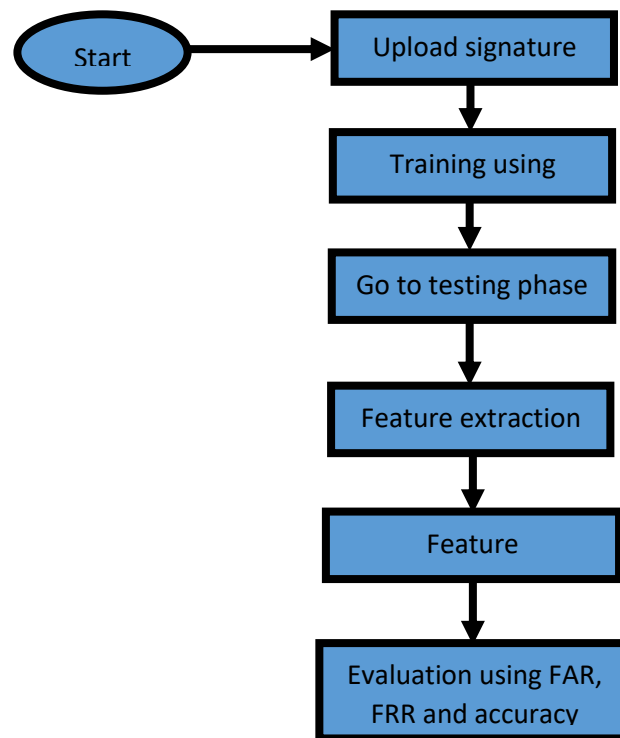 Start
Upload signature
Training using
Go to testing phase
Feature extraction
Feature
Evaluation using FAR,
FRR and accuracy